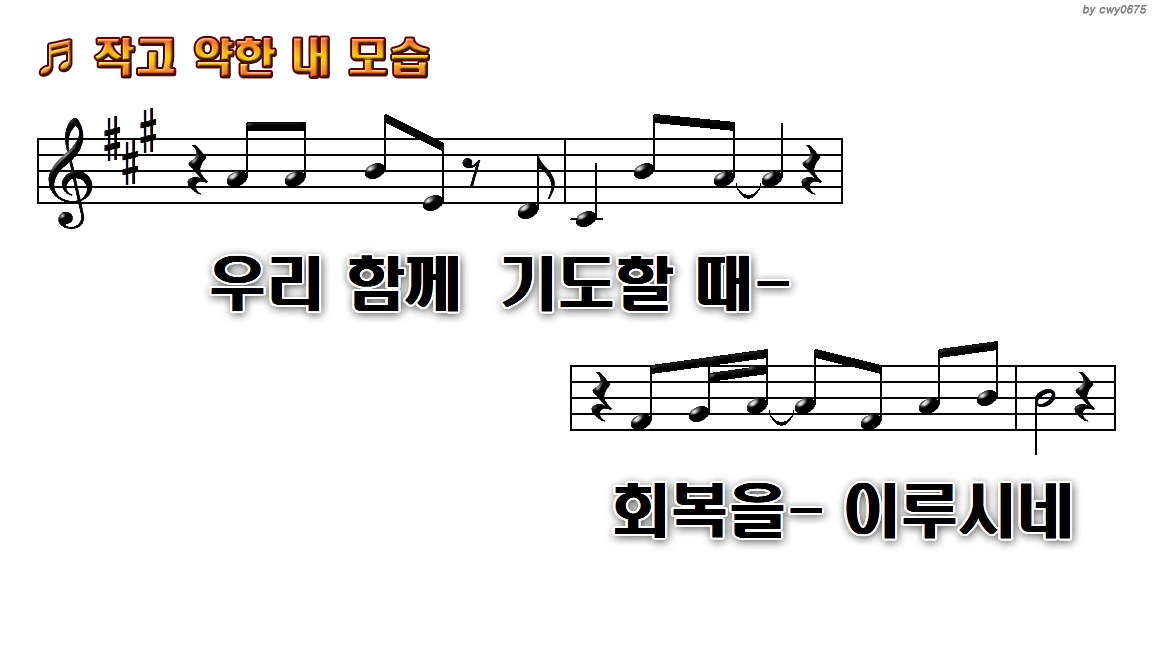 by cwy0675
♬ 작고 약한 내 모습
우리 함께 기도할 때-
회복을- 이루시네